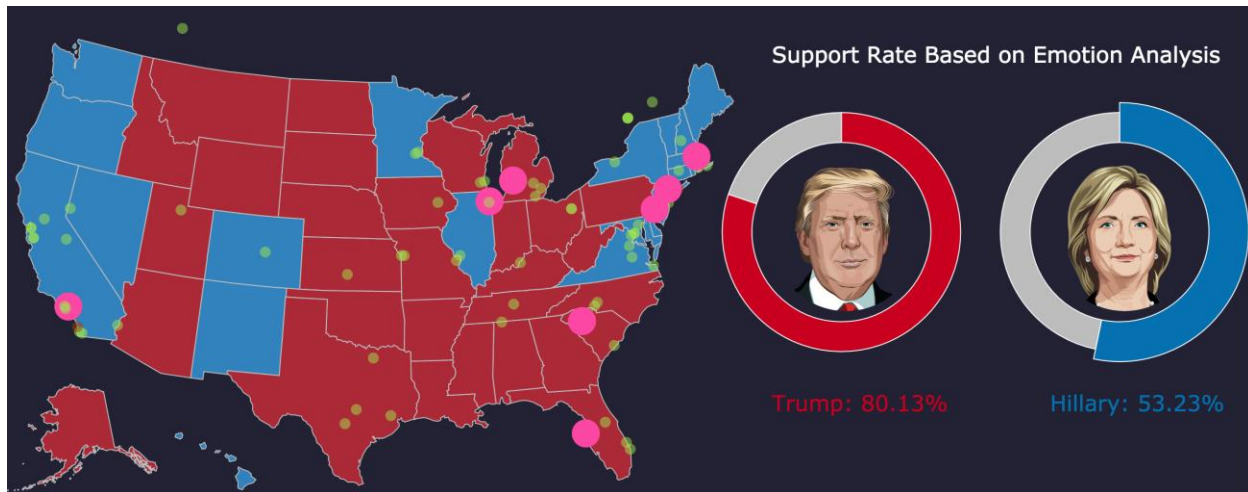 Support Rate Based on Emotion Analysis
Trump: 80.13%
Hillary: 53.23%